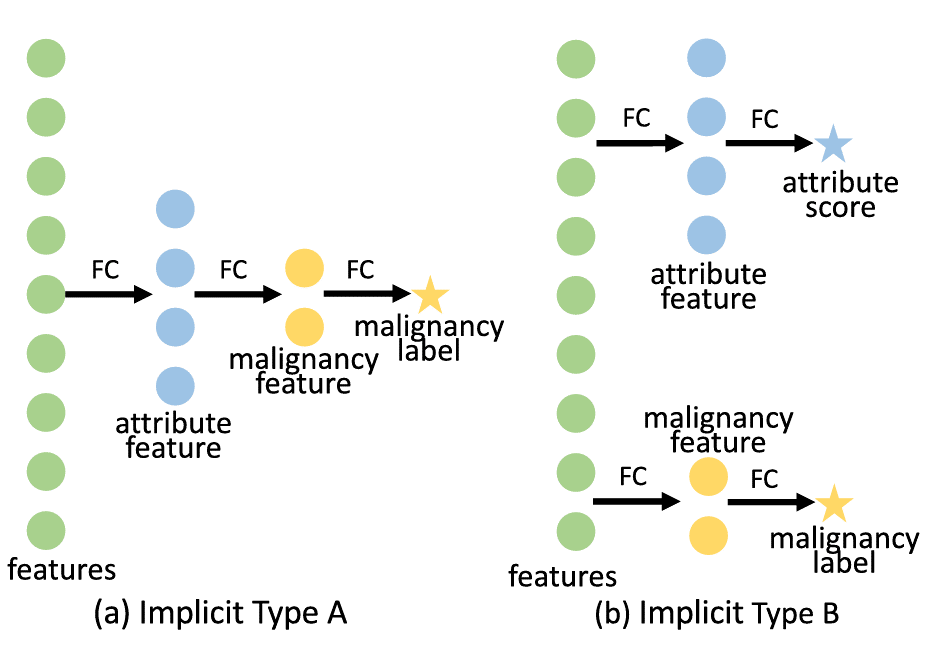 FC
FC
FC
malignancy
label
malignancy
feature
attribute
feature
features
(a) Implicit Type A
FC
FC
attribute
score
attribute
feature
malignancy
feature
FC
FC
malignancy
label
features
(b) Implicit Type B